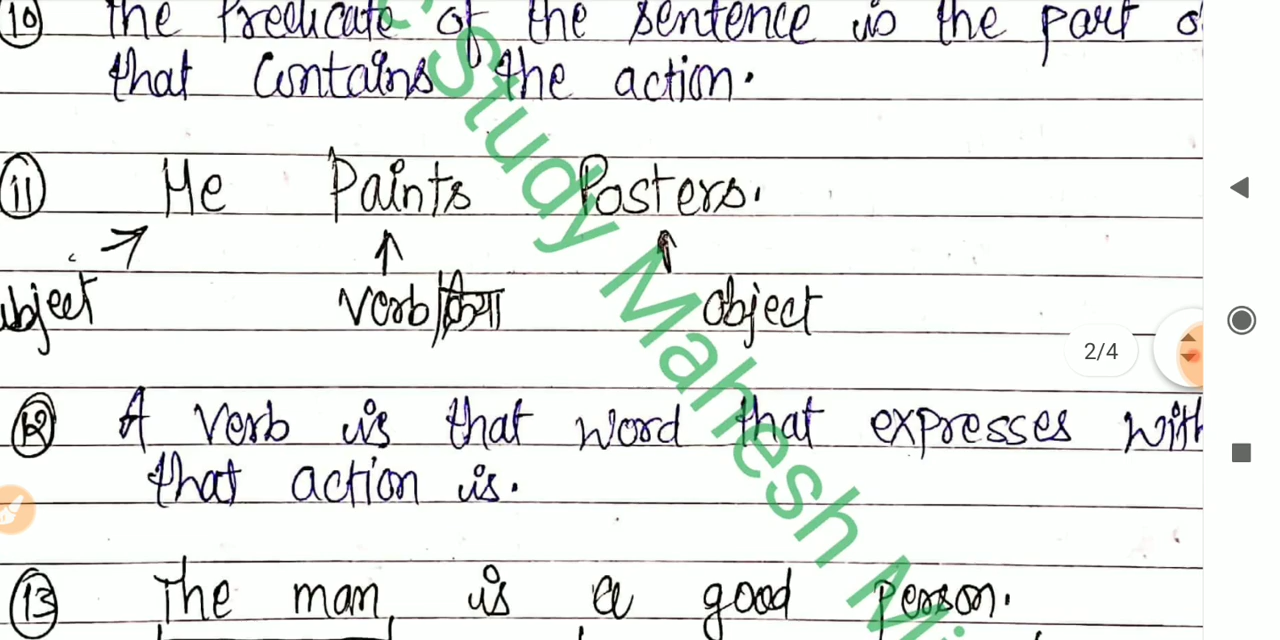 10 The Predicate of the sentence is the part o
that contains the action.
11 He Paints Posters.
ubject verb/क्रिया object
2/4
12 A verb is that word that expresses with
that action is.
13 The man is a good person.
Study Mahesh Mi